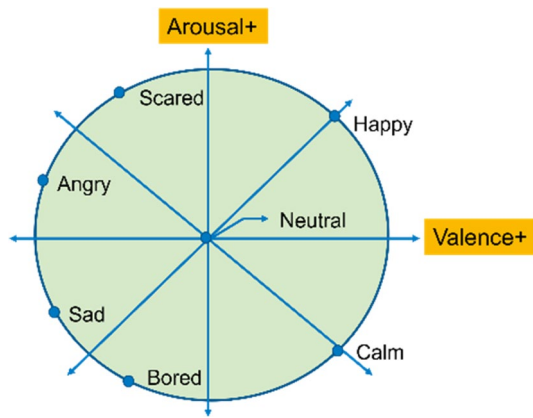 Arousal+
Scared
Happy
Angry
Neutral
Valence+
Sad
Calm
Bored